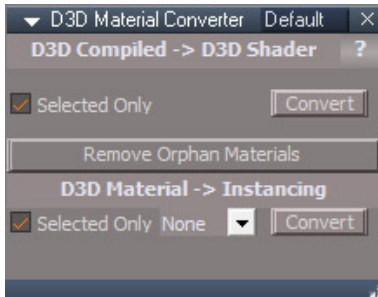 D3D Material Converter Default
D3D Compiled -> D3D Shader ?
Selected Only Convert
Remove Orphan Materials
D3D Material -> Instancing
Selected Only None Convert